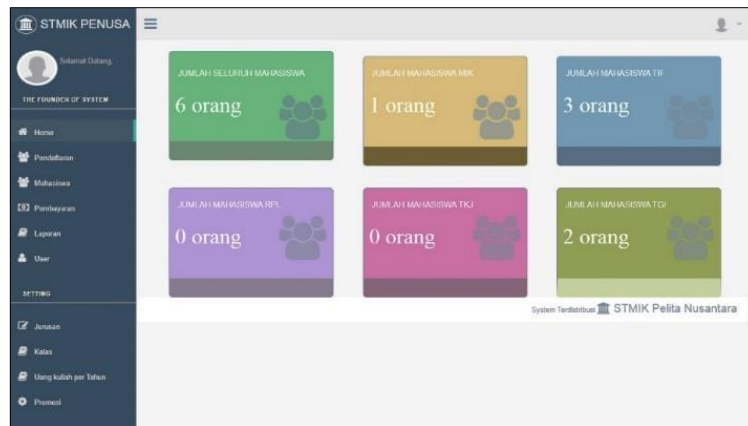 STMIK PENUSA
Selamat Datang,
THE FOUNDER OF SYSTEM
Home
Pendaftaran
Mahasiswa
Pembayaran
Laporan
User
SETTING
Jurusan
Kelas
Uang kuliah per Tahun
Promosi
JUMLAH SELURUH MAHASISWA
6 orang
JUMLAH MAHASISWA MIK
1 orang
JUMLAH MAHASISWA TIF
3 orang
JUMLAH MAHASISWA RPL
0 orang
JUMLAH MAHASISWA TKJ
0 orang
JUMLAH MAHASISWA TGI
2 orang
System Terdistribusi STMIK Pelita Nusantara